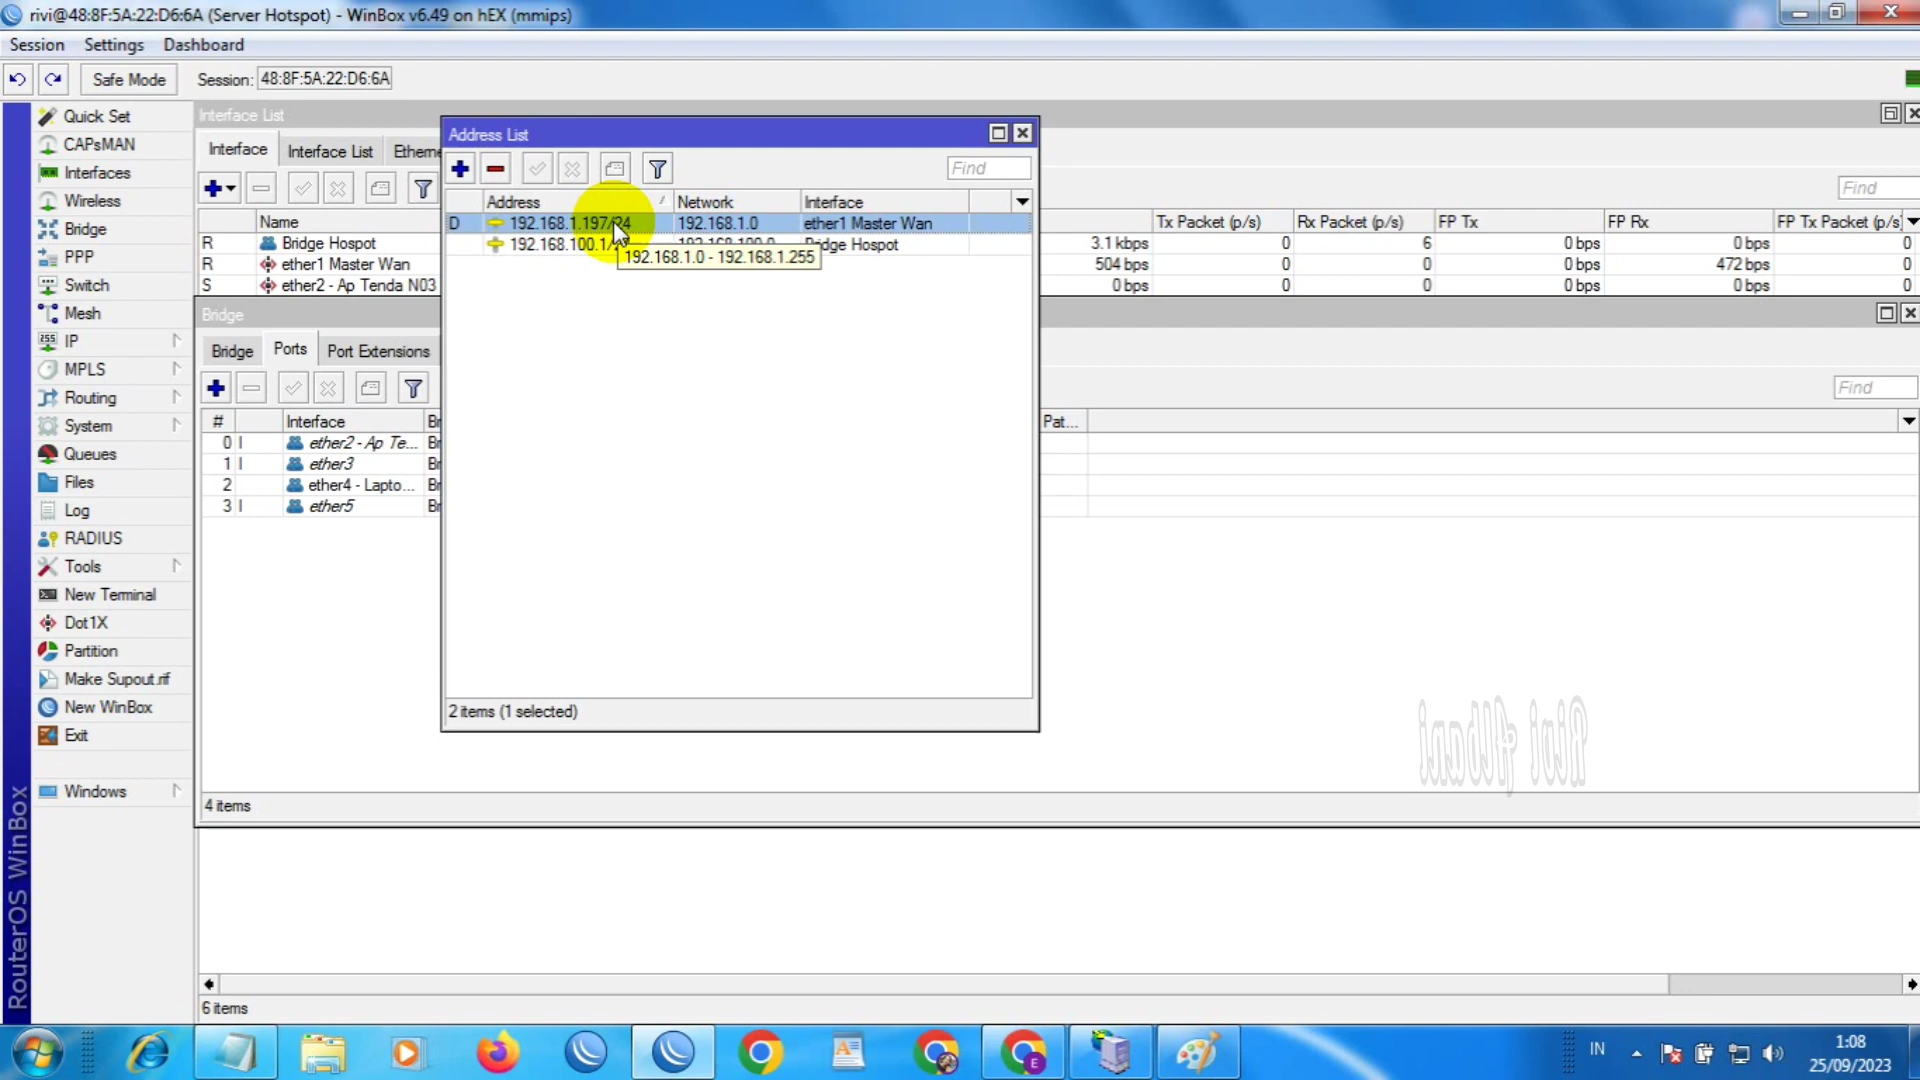 rivi@48:8F:5A:22:D6:6A (Server Hotspot) - WinBox v6.49 on hEX (mmips)
Session Settings Dashboard
Safe Mode Session: 48:8F:5A:22:D6:6A
Quick Set
CAPsMAN
Interfaces
Wireless
Bridge
PPP
Switch
Mesh
IP
MPLS
Routing
System
Queues
Files
Log
RADIUS
Tools
New Terminal
Dot1X
Partition
Make Supout.rif
New WinBox
Exit
Windows
RouterOS WinBox
Interface List
Interface Interface List
Find
Name Tx Packet (p/s) Rx Packet (p/s) FP Tx FP Rx FP Tx Packet (p/s)
R Bridge Hospot 3.1 kbps 0 6 0 bps 0 bps 0
R ether1 Master Wan 504 bps 0 0 0 bps 472 bps 0
S ether2 - Ap Tenda N03 0 bps 0 0 0 bps 0 bps 0
Address List
Find
Address Network Interface
D 192.168.1.197/24 192.168.1.0 ether1 Master Wan
192.168.100.1/ 192.168.100.0 Bridge Hospot
192.168.1.0 - 192.168.1.255
2 items (1 selected)
Bridge
Bridge Ports Port Extensions
Find
# Interface Pat...
0 I ether2 - Ap Te...
1 I ether3
2 ether4 - Lapto...
3 I ether5
4 items
6 items
Rivi Albani
IN
1:08
25/09/2023